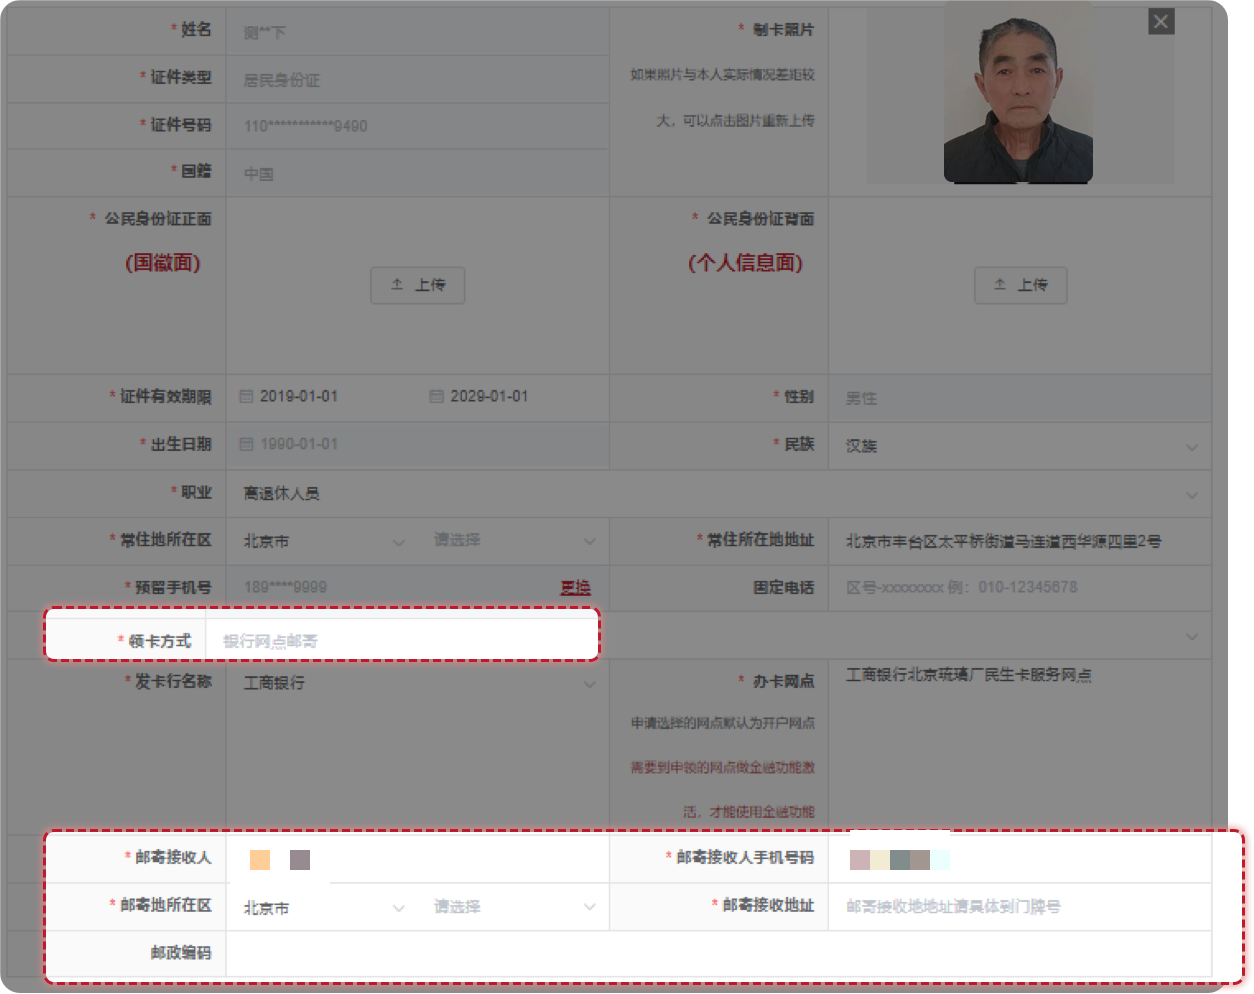 * 姓名 测**下
* 制卡照片
* 证件类型 居民身份证
如果照片与本人实际情况差距较
* 证件号码 110***********9490
大，可以点击图片重新上传
* 国籍 中国
* 公民身份证正面
(国徽面)
上传
* 公民身份证背面
(个人信息面)
上传
* 证件有效期限 2019-01-01 2029-01-01
* 性别 男性
* 出生日期 1990-01-01
* 民族 汉族
* 职业 离退休人员
* 常住地所在区 北京市 请选择
* 常住所在地地址 北京市丰台区太平桥街道马连道西华源四里2号
* 预留手机号 189****9999 更换
固定电话 区号-xxxxxxxx 例：010-12345678
* 领卡方式 银行网点邮寄
* 发卡行名称 工商银行
* 办卡网点 工商银行北京琉璃厂民生卡服务网点
申请选择的网点默认为开户网点
需要到申领的网点做金融功能激
活，才能使用金融功能
* 邮寄接收人
* 邮寄接收人手机号码
* 邮寄地所在区 北京市 请选择
* 邮寄接收地址 邮寄接收地地址请具体到门牌号
邮政编码